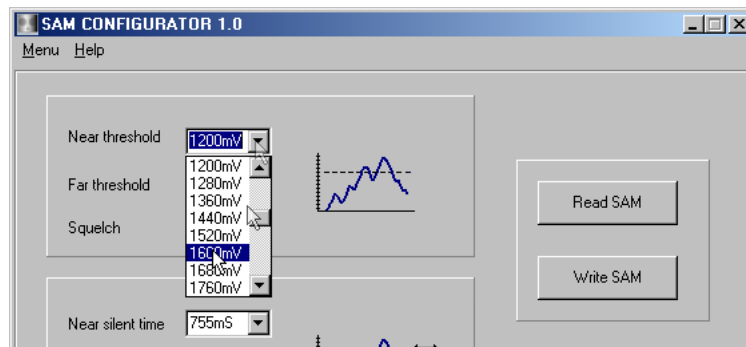 SAM CONFIGURATOR 1.0
Menu Help
Near threshold 1200mV
1200mV
1280mV
Far threshold 1360mV
1440mV
Squelch 1520mV
1600mV
1680mV
1760mV
Read SAM
Write SAM
Near silent time 755mS